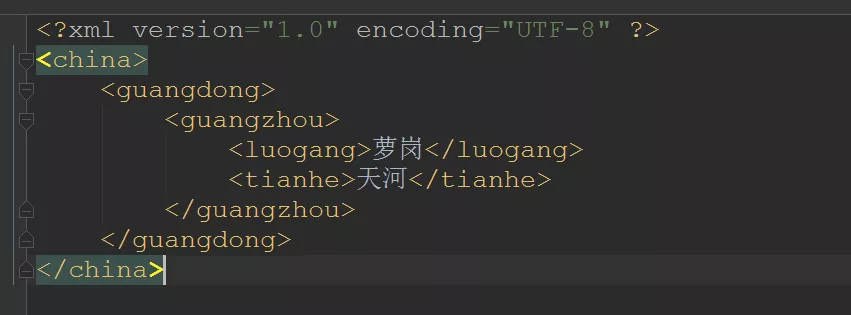 <?xml version="1.0" encoding="UTF-8" ?>
<china>
    <guangdong>
        <guangzhou>
            <luogang>萝岗</luogang>
            <tianhe>天河</tianhe>
        </guangzhou>
    </guangdong>
</china>